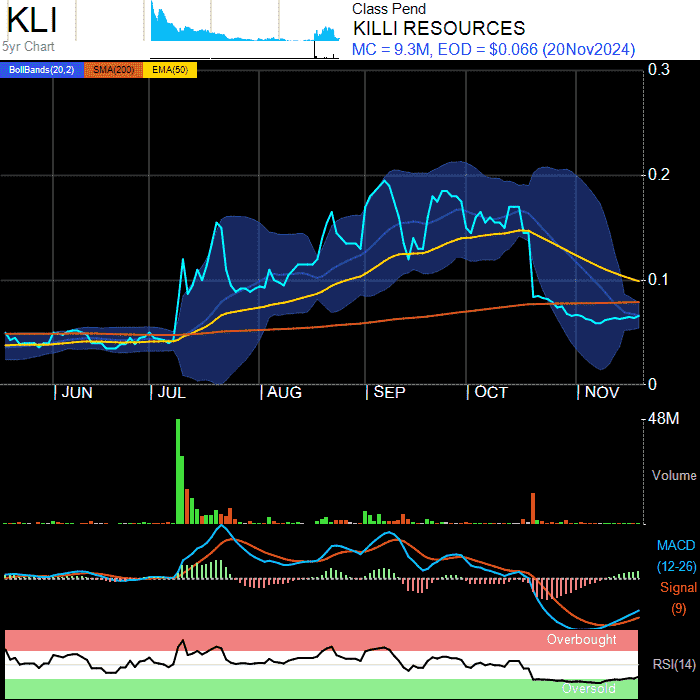 KLI
5yr Chart
Class Pend
KILLI RESOURCES
MC = 9.3M, EOD = $0.066 (20Nov2024)
BollBands(20,2) SMA(200) EMA(50)
0.3
0.2
0.1
0
JUN JUL AUG SEP OCT NOV
48M
Volume
MACD
(12-26)
Signal
(9)
Overbought
RSI(14)
Oversold